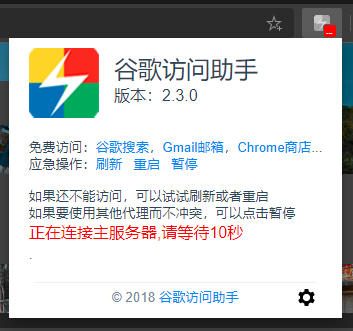 ...
谷歌访问助手
版本：2.3.0
免费访问：谷歌搜索，Gmail邮箱，Chrome商店...
应急操作：刷新 重启 暂停
如果还不能访问，可以试试刷新或者重启
如果要使用其他代理而不冲突，可以点击暂停
正在连接主服务器,请等待10秒
.
© 2018 谷歌访问助手